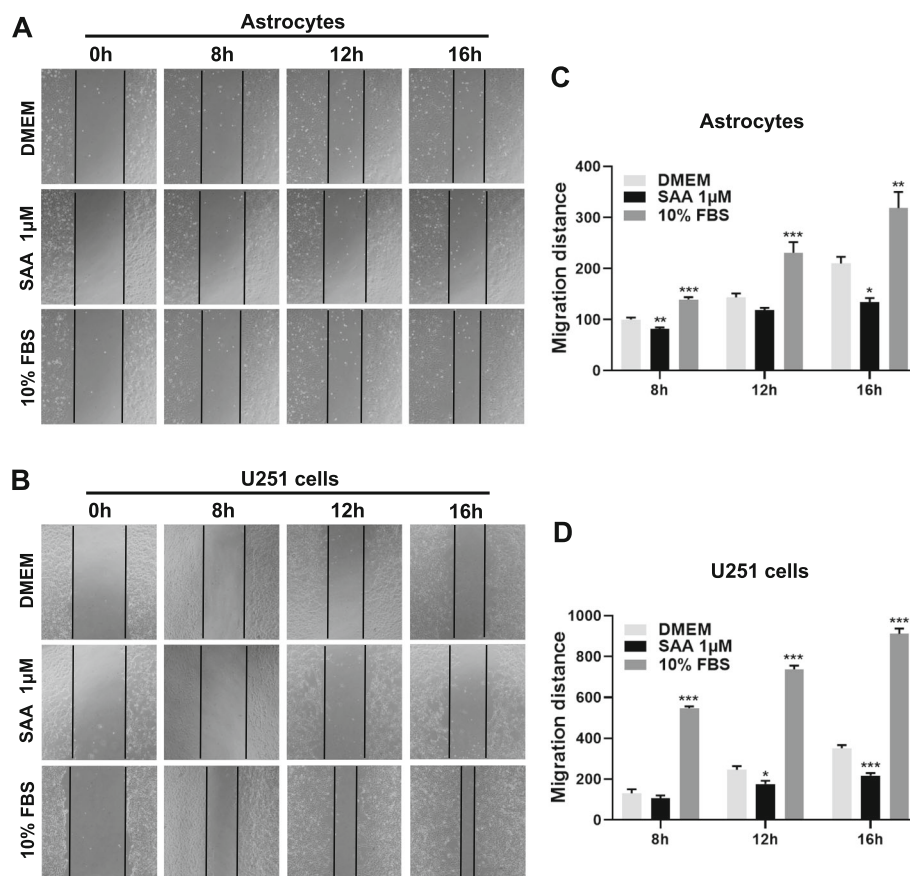 A
Astrocytes
0h 8h 12h 16h
DMEM
SAA 1μM
10% FBS
B
U251 cells
0h 8h 12h 16h
DMEM
SAA 1μM
10% FBS
C
Astrocytes
Migration distance
400
300
200
100
0
DMEM
SAA 1μM
10% FBS
** *** *** * **
8h 12h 16h
D
U251 cells
Migration distance
1000
800
600
400
200
0
DMEM
SAA 1μM
10% FBS
*** * *** *** ***
8h 12h 16h